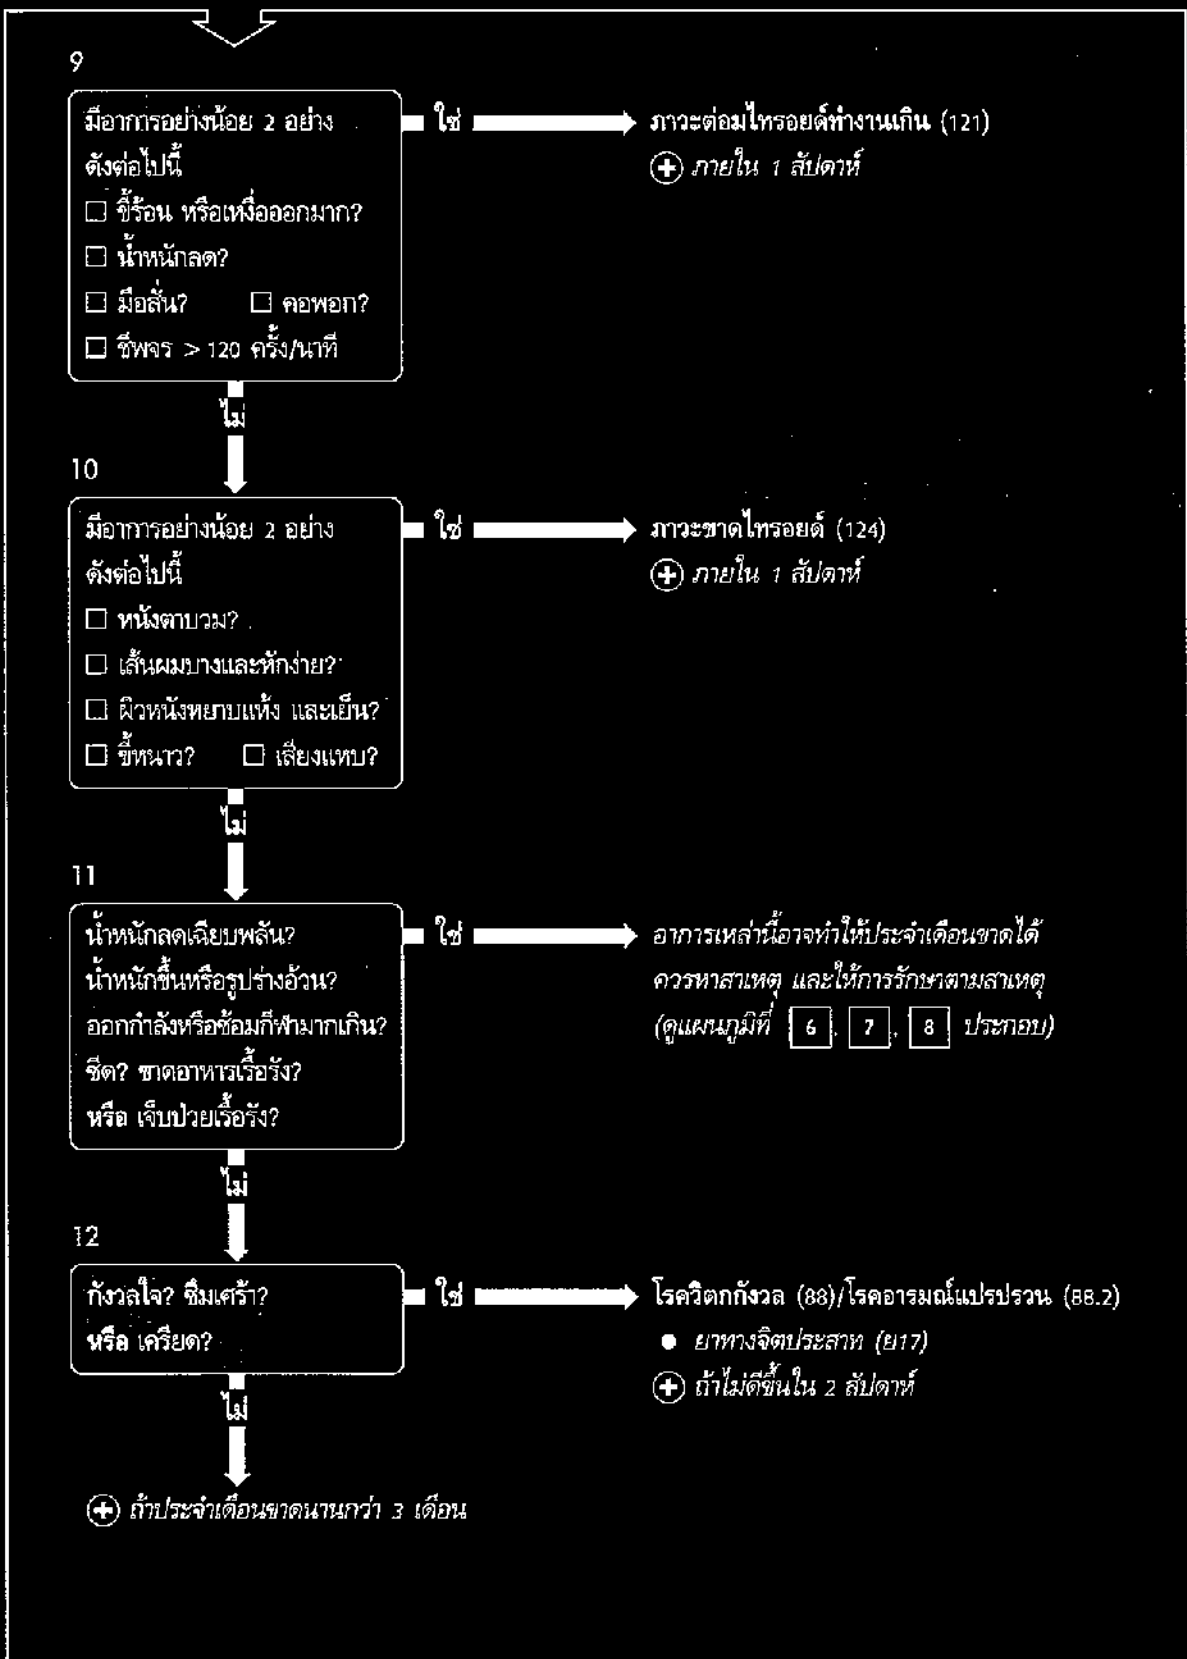 9
มีอาการอย่างน้อย 2 อย่าง
ดังต่อไปนี้
☐ ขี้ร้อน หรือเหงื่อออกมาก?
☐ น้ำหนักลด?
☐ มือสั่น? ☐ คอพอก?
☐ ชีพจร > 120 ครั้ง/นาที
ใช่
ภาวะต่อมไทรอยด์ทำงานเกิน (121)
⊕ ภายใน 1 สัปดาห์
ไม่
10
มีอาการอย่างน้อย 2 อย่าง
ดังต่อไปนี้
☐ หนังตาบวม?
☐ เส้นผมบางและหักง่าย?
☐ ผิวหนังหยาบแห้ง และเย็น?
☐ ขี้หนาว? ☐ เสียงแหบ?
ใช่
ภาวะขาดไทรอยด์ (124)
⊕ ภายใน 1 สัปดาห์
ไม่
11
น้ำหนักลดเฉียบพลัน?
น้ำหนักขึ้นหรือรูปร่างอ้วน?
ออกกำลังหรือซ้อมกีฬามากเกิน?
ซีด? ขาดอาหารเรื้อรัง?
หรือ เจ็บป่วยเรื้อรัง?
ใช่
อาการเหล่านี้อาจทำให้ประจำเดือนขาดได้
ควรหาสาเหตุ และให้การรักษาตามสาเหตุ
(ดูแผนภูมิที่ 6, 7, 8 ประกอบ)
ไม่
12
กังวลใจ? ซึมเศร้า?
หรือ เครียด?
ใช่
โรควิตกกังวล (88)/โรคอารมณ์แปรปรวน (88.2)
● ยาทางจิตประสาท (ย17)
⊕ ถ้าไม่ดีขึ้นใน 2 สัปดาห์
ไม่
⊕ ถ้าประจำเดือนขาดนานกว่า 3 เดือน